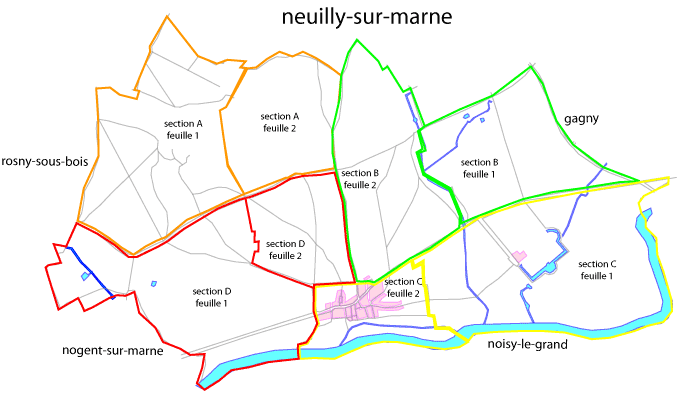 neuilly-sur-marne
section A
feuille 1
section A
feuille 2
gagny
rosny-sous-bois
section B
feuille 2
section B
feuille 1
section D
feuille 2
section D
feuille 1
section C
feuille 2
section C
feuille 1
nogent-sur-marne
noisy-le-grand